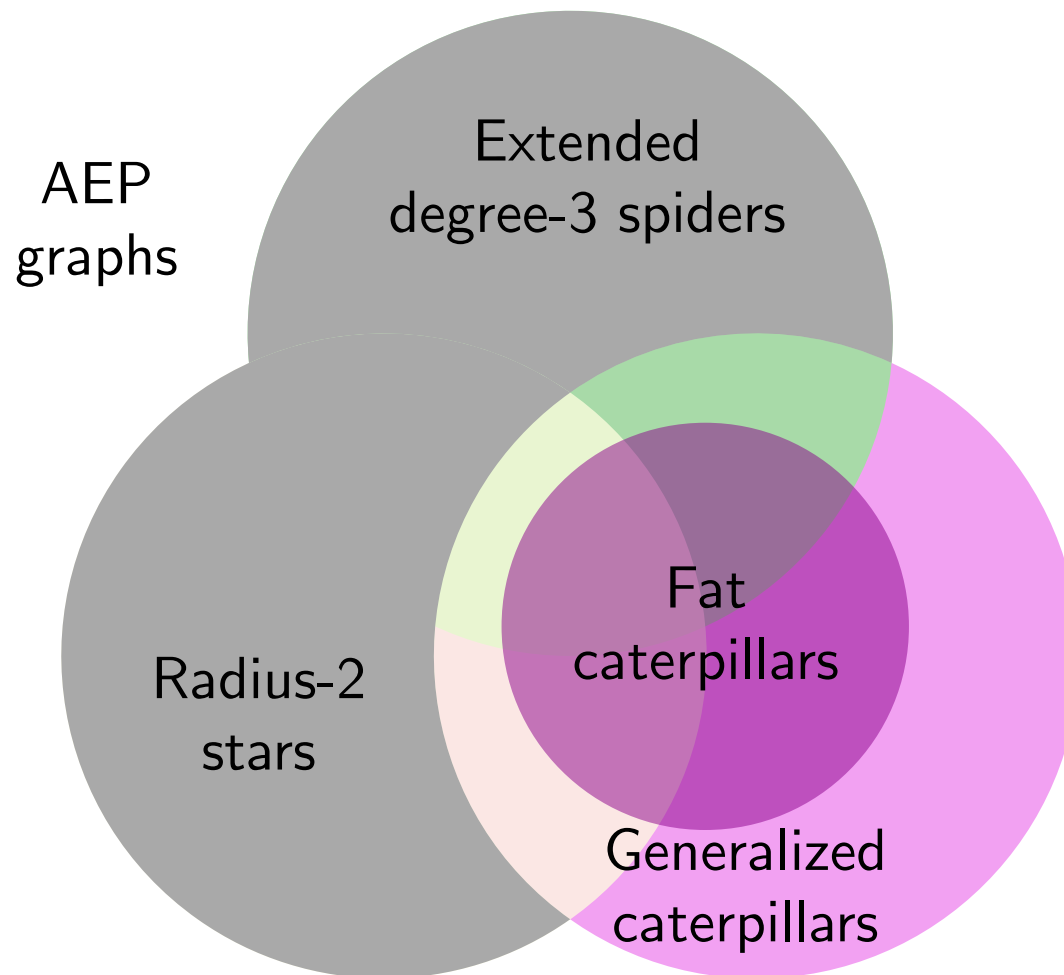 Extended
degree-3 spiders
AEP
graphs
Fat
caterpillars
Radius-2
stars
Generalized
caterpillars